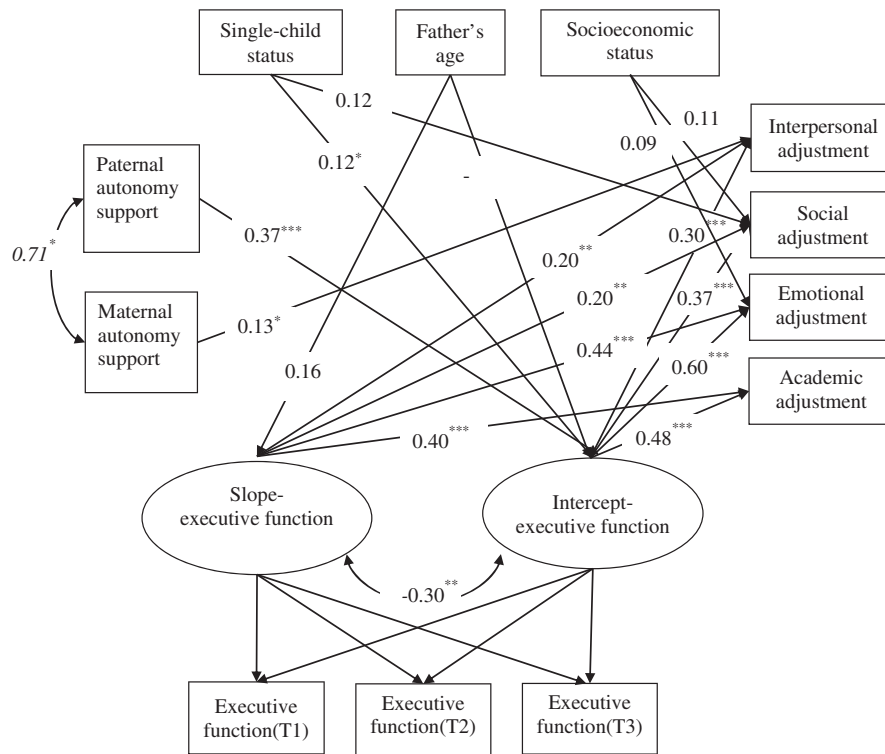 Single-child
status
Father's
age
Socioeconomic
status
0.12
0.11
0.09
Interpersonal
adjustment
Paternal
autonomy
support
0.12*
-
0.37***
0.30***
Social
adjustment
0.71*
0.20**
0.20**
0.37***
Emotional
adjustment
Maternal
autonomy
support
0.13*
0.44***
0.60***
0.16
Academic
adjustment
0.40***
0.48***
Slope-
executive function
Intercept-
executive function
-0.30**
Executive
function(T1)
Executive
function(T2)
Executive
function(T3)